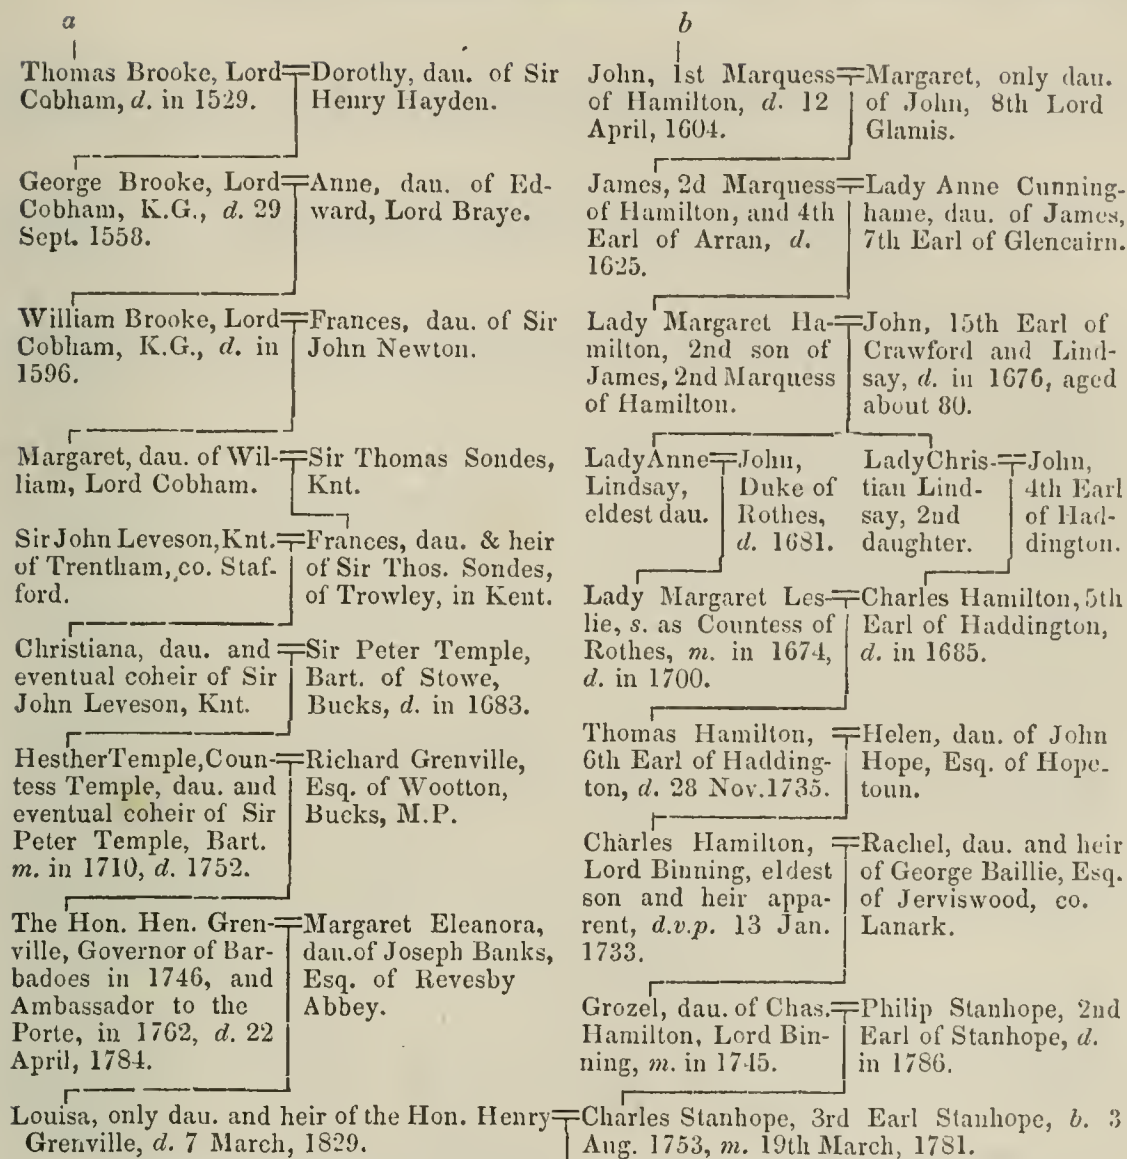 a
Thomas Brooke, Lord
Cobham, d. in 1529.
Dorothy, dau. of Sir
Henry Hayden.
George Brooke, Lord
Cobham, K.G., d. 29
Sept. 1558.
Anne, dau. of Ed-
ward, Lord Braye.
William Brooke, Lord
Cobham, K.G., d. in
1596.
Frances, dau. of Sir
John Newton.
Margaret, dau. of Wil-
liam, Lord Cobham.
Sir Thomas Sondes,
Knt.
Sir John Leveson, Knt.
of Trentham, co. Staf-
ford.
Frances, dau. & heir
of Sir Thos. Sondes,
of Trowley, in Kent.
Christiana, dau. and
eventual coheir of Sir
John Leveson, Knt.
Sir Peter Temple,
Bart. of Stowe,
Bucks, d. in 1683.
Hesther Temple, Coun-
tess Temple, dau. and
eventual coheir of Sir
Peter Temple, Bart.
m. in 1710, d. 1752.
Richard Grenville,
Esq. of Wootton,
Bucks, M.P.
The Hon. Hen. Gren-
ville, Governor of Bar-
badoes in 1746, and
Ambassador to the
Porte, in 1762, d. 22
April, 1784.
Margaret Eleanora,
dau. of Joseph Banks,
Esq. of Revesby
Abbey.
Louisa, only dau. and heir of the Hon. Henry
Grenville, d. 7 March, 1829.
b
John, 1st Marquess
of Hamilton, d. 12
April, 1604.
Margaret, only dau.
of John, 8th Lord
Glamis.
James, 2d Marquess
of Hamilton, and 4th
Earl of Arran, d.
1625.
Lady Anne Cunning-
hame, dau. of James,
7th Earl of Glencairn.
Lady Margaret Ha-
milton, 2nd son of
James, 2nd Marquess
of Hamilton.
John, 15th Earl of
Crawford and Lind-
say, d. in 1676, aged
about 80.
Lady Anne
Lindsay,
eldest dau.
John,
Duke of
Rothes,
d. 1681.
Lady Chris-
tian Lind-
say, 2nd
daughter.
John,
4th Earl
of Had-
dington.
Lady Margaret Les-
lie, s. as Countess of
Rothes, m. in 1674,
d. in 1700.
Charles Hamilton, 5th
Earl of Haddington,
d. in 1685.
Thomas Hamilton,
6th Earl of Hadding-
ton, d. 28 Nov. 1735.
Helen, dau. of John
Hope, Esq. of Hope-
toun.
Charles Hamilton,
Lord Binning, eldest
son and heir appa-
rent, d.v.p. 13 Jan.
1733.
Rachel, dau. and heir
of George Baillie, Esq.
of Jerviswood, co.
Lanark.
Grozel, dau. of Chas.
Hamilton, Lord Bin-
ning, m. in 1745.
Philip Stanhope, 2nd
Earl of Stanhope, d.
in 1786.
Charles Stanhope, 3rd Earl Stanhope, b. 3
Aug. 1753, m. 19th March, 1781.